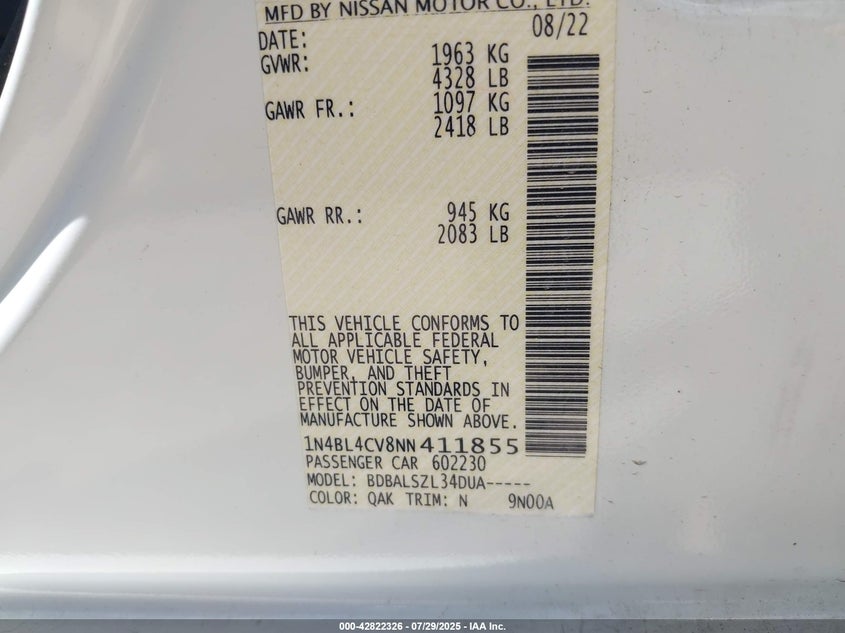 MFD BY NISSAN MOTOR CO., LTD.
DATE: 08/22
GVWR: 1963 KG
4328 LB
GAWR FR.: 1097 KG
2418 LB
GAWR RR.: 945 KG
2083 LB
THIS VEHICLE CONFORMS TO
ALL APPLICABLE FEDERAL
MOTOR VEHICLE SAFETY,
BUMPER, AND THEFT
PREVENTION STANDARDS IN
EFFECT ON THE DATE OF
MANUFACTURE SHOWN ABOVE.
1N4BL4CV8NN411855
PASSENGER CAR 602230
MODEL: BDBALSZL34DUA-----
COLOR: QAK TRIM: N 9N00A
000-42822326 - 07/29/2025 - IAA Inc.